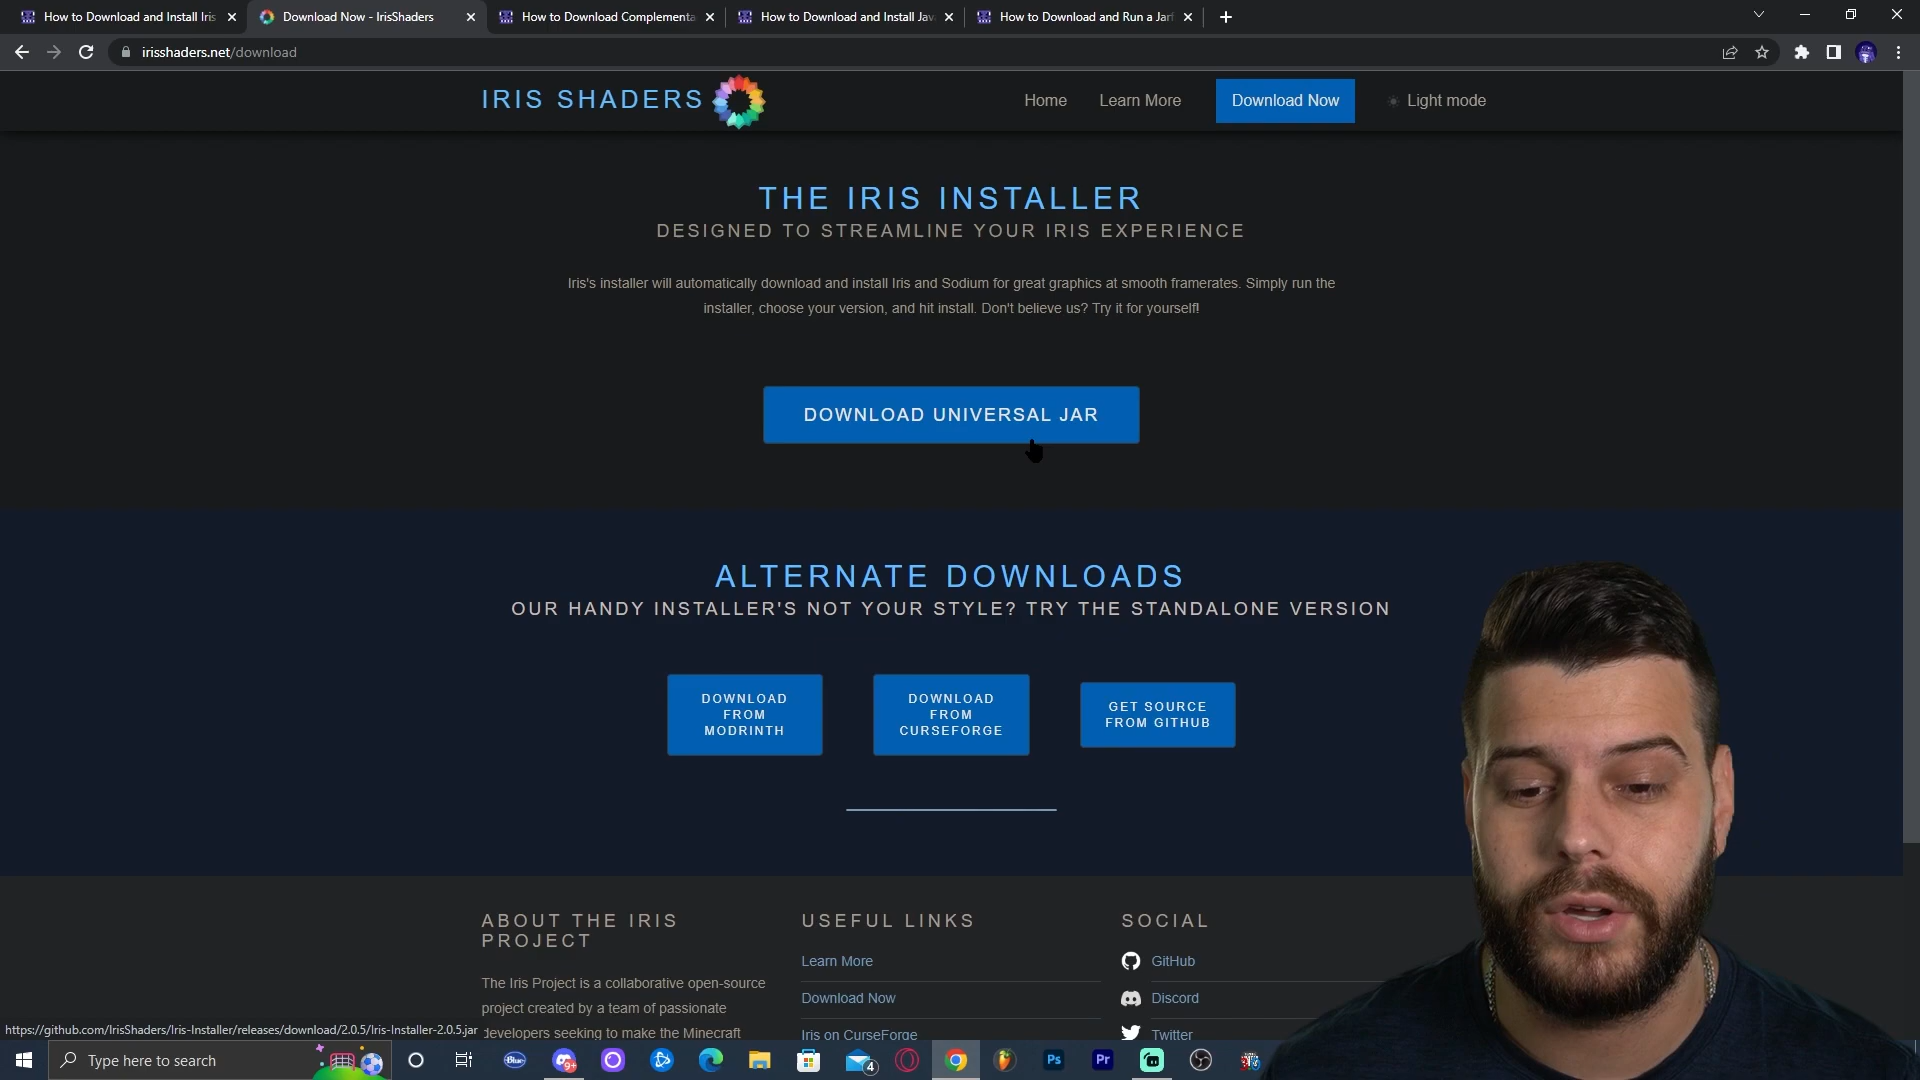 How to Download and Install Iris
Download Now - IrisShaders
How to Download Complementa
How to Download and Install Jav
How to Download and Run a Jar
irisshaders.net/download
IRIS SHADERS
Home
Learn More
Download Now
Light mode
THE IRIS INSTALLER
DESIGNED TO STREAMLINE YOUR IRIS EXPERIENCE
Iris's installer will automatically download and install Iris and Sodium for great graphics at smooth framerates. Simply run the
installer, choose your version, and hit install. Don't believe us? Try it for yourself!
DOWNLOAD UNIVERSAL JAR
ALTERNATE DOWNLOADS
OUR HANDY INSTALLER'S NOT YOUR STYLE? TRY THE STANDALONE VERSION
DOWNLOAD
FROM
MODRINTH
DOWNLOAD
FROM
CURSEFORGE
GET SOURCE
FROM GITHUB
ABOUT THE IRIS
PROJECT
The Iris Project is a collaborative open-source
project created by a team of passionate
developers seeking to make the Minecraft
USEFUL LINKS
Learn More
Download Now
Iris on CurseForge
SOCIAL
GitHub
Discord
Twitter
https://github.com/IrisShaders/Iris-Installer/releases/download/2.0.5/Iris-Installer-2.0.5.jar
Type here to search
Blue
9+
4
Ps
Pr